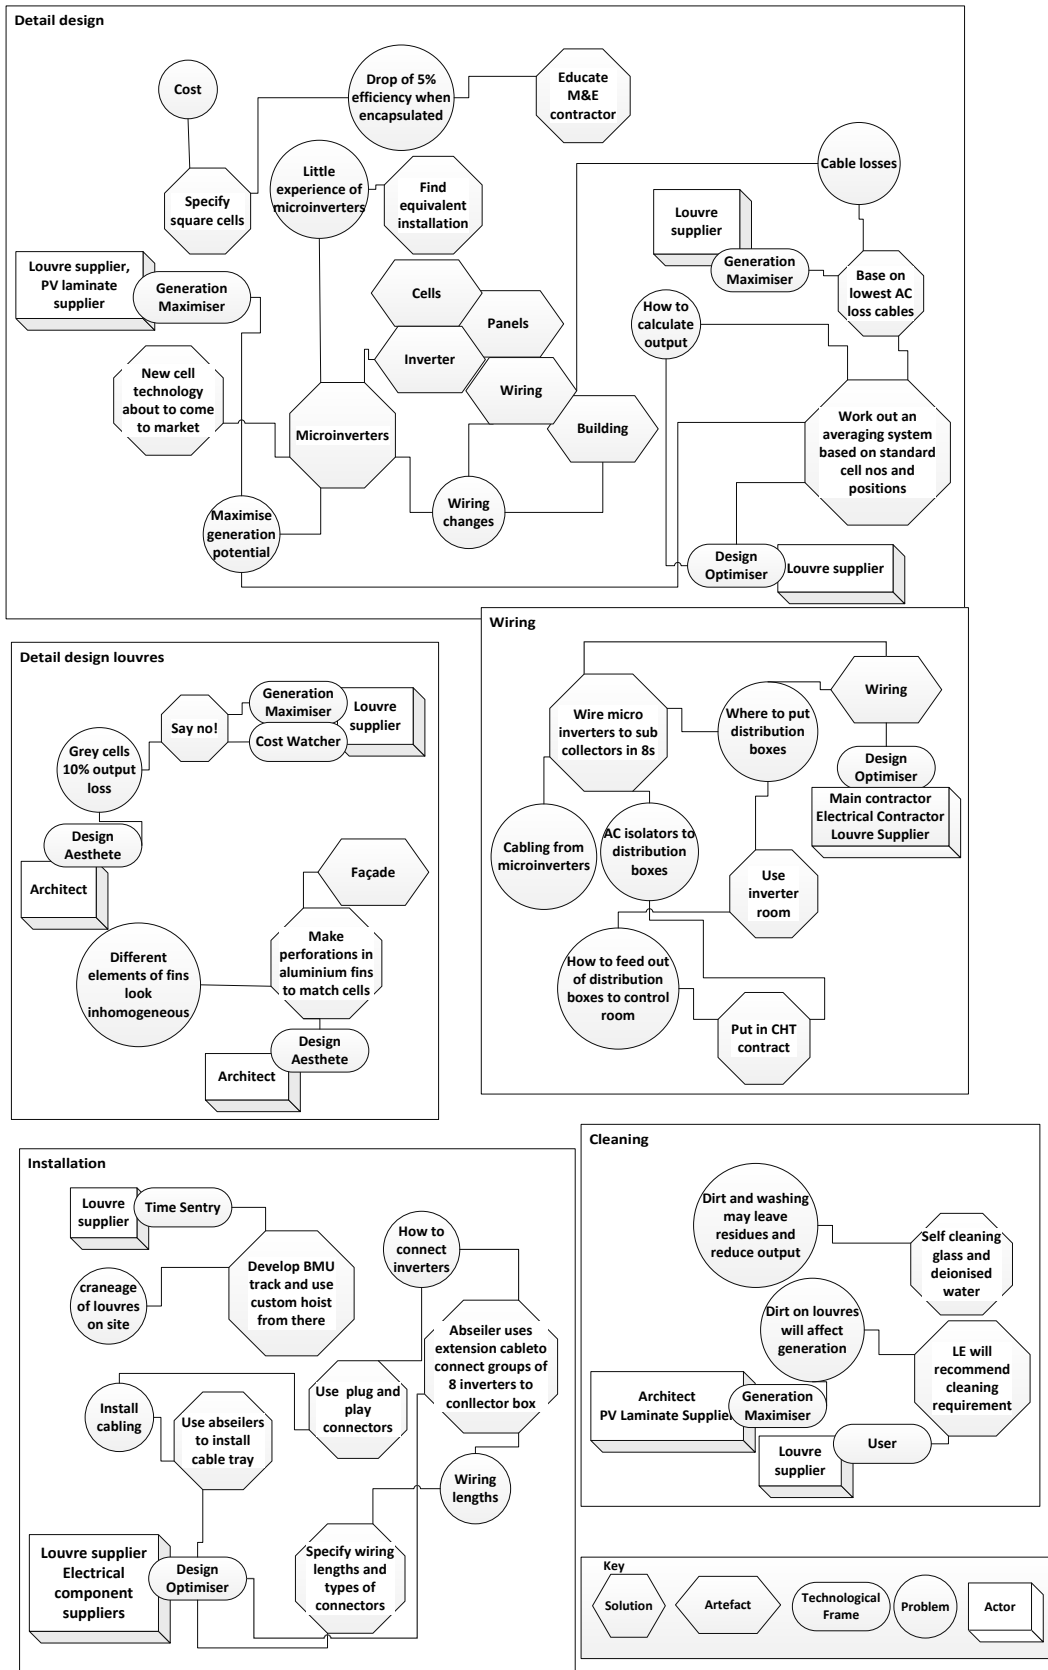 Detail design
Cost
Drop of 5%
efficiency when
encapsulated
Educate
M&E
contractor
Little
experience of
microinverters
Find
equivalent
installation
Cable losses
Specify
square cells
Louvre
supplier
Generation
Maximiser
Base on
lowest AC
loss cables
Louvre supplier,
PV laminate
supplier
Generation
Maximiser
Cells
Panels
Inverter
Wiring
Building
How to
calculate
output
New cell
technology
about to come
to market
Microinverters
Work out an
averaging system
based on standard
cell nos and
positions
Maximise
generation
potential
Wiring
changes
Design
Optimiser
Louvre supplier
Detail design louvres
Generation
Maximiser
Louvre
supplier
Say no!
Cost Watcher
Grey cells
10% output
loss
Design
Aesthete
Architect
Façade
Different
elements of fins
look
inhomogeneous
Make
perforations in
aluminium fins
to match cells
Design
Aesthete
Architect
Wiring
Wire micro
inverters to sub
collectors in 8s
Where to put
distribution
boxes
Wiring
Design
Optimiser
Main contractor
Electrical Contractor
Louvre Supplier
Cabling from
microinverters
AC isolators to
distribution
boxes
Use
inverter
room
How to feed out
of distribution
boxes to control
room
Put in CHT
contract
Installation
Louvre
supplier
Time Sentry
How to
connect
inverters
craneage
of louvres
on site
Develop BMU
track and use
custom hoist
from there
Abseiler uses
extension cableto
connect groups of
8 inverters to
conllector box
Install
cabling
Use abseilers
to install
cable tray
Use plug and
play
connectors
Wiring
lengths
Louvre supplier
Electrical
component
suppliers
Design
Optimiser
Specify wiring
lengths and
types of
connectors
Cleaning
Dirt and washing
may leave
residues and
reduce output
Self cleaning
glass and
deionised
water
Dirt on louvres
will affect
generation
LE will
recommend
cleaning
requirement
Architect
PV Laminate Supplier
Generation
Maximiser
Louvre
supplier
User
Key
Solution
Artefact
Technological
Frame
Problem
Actor